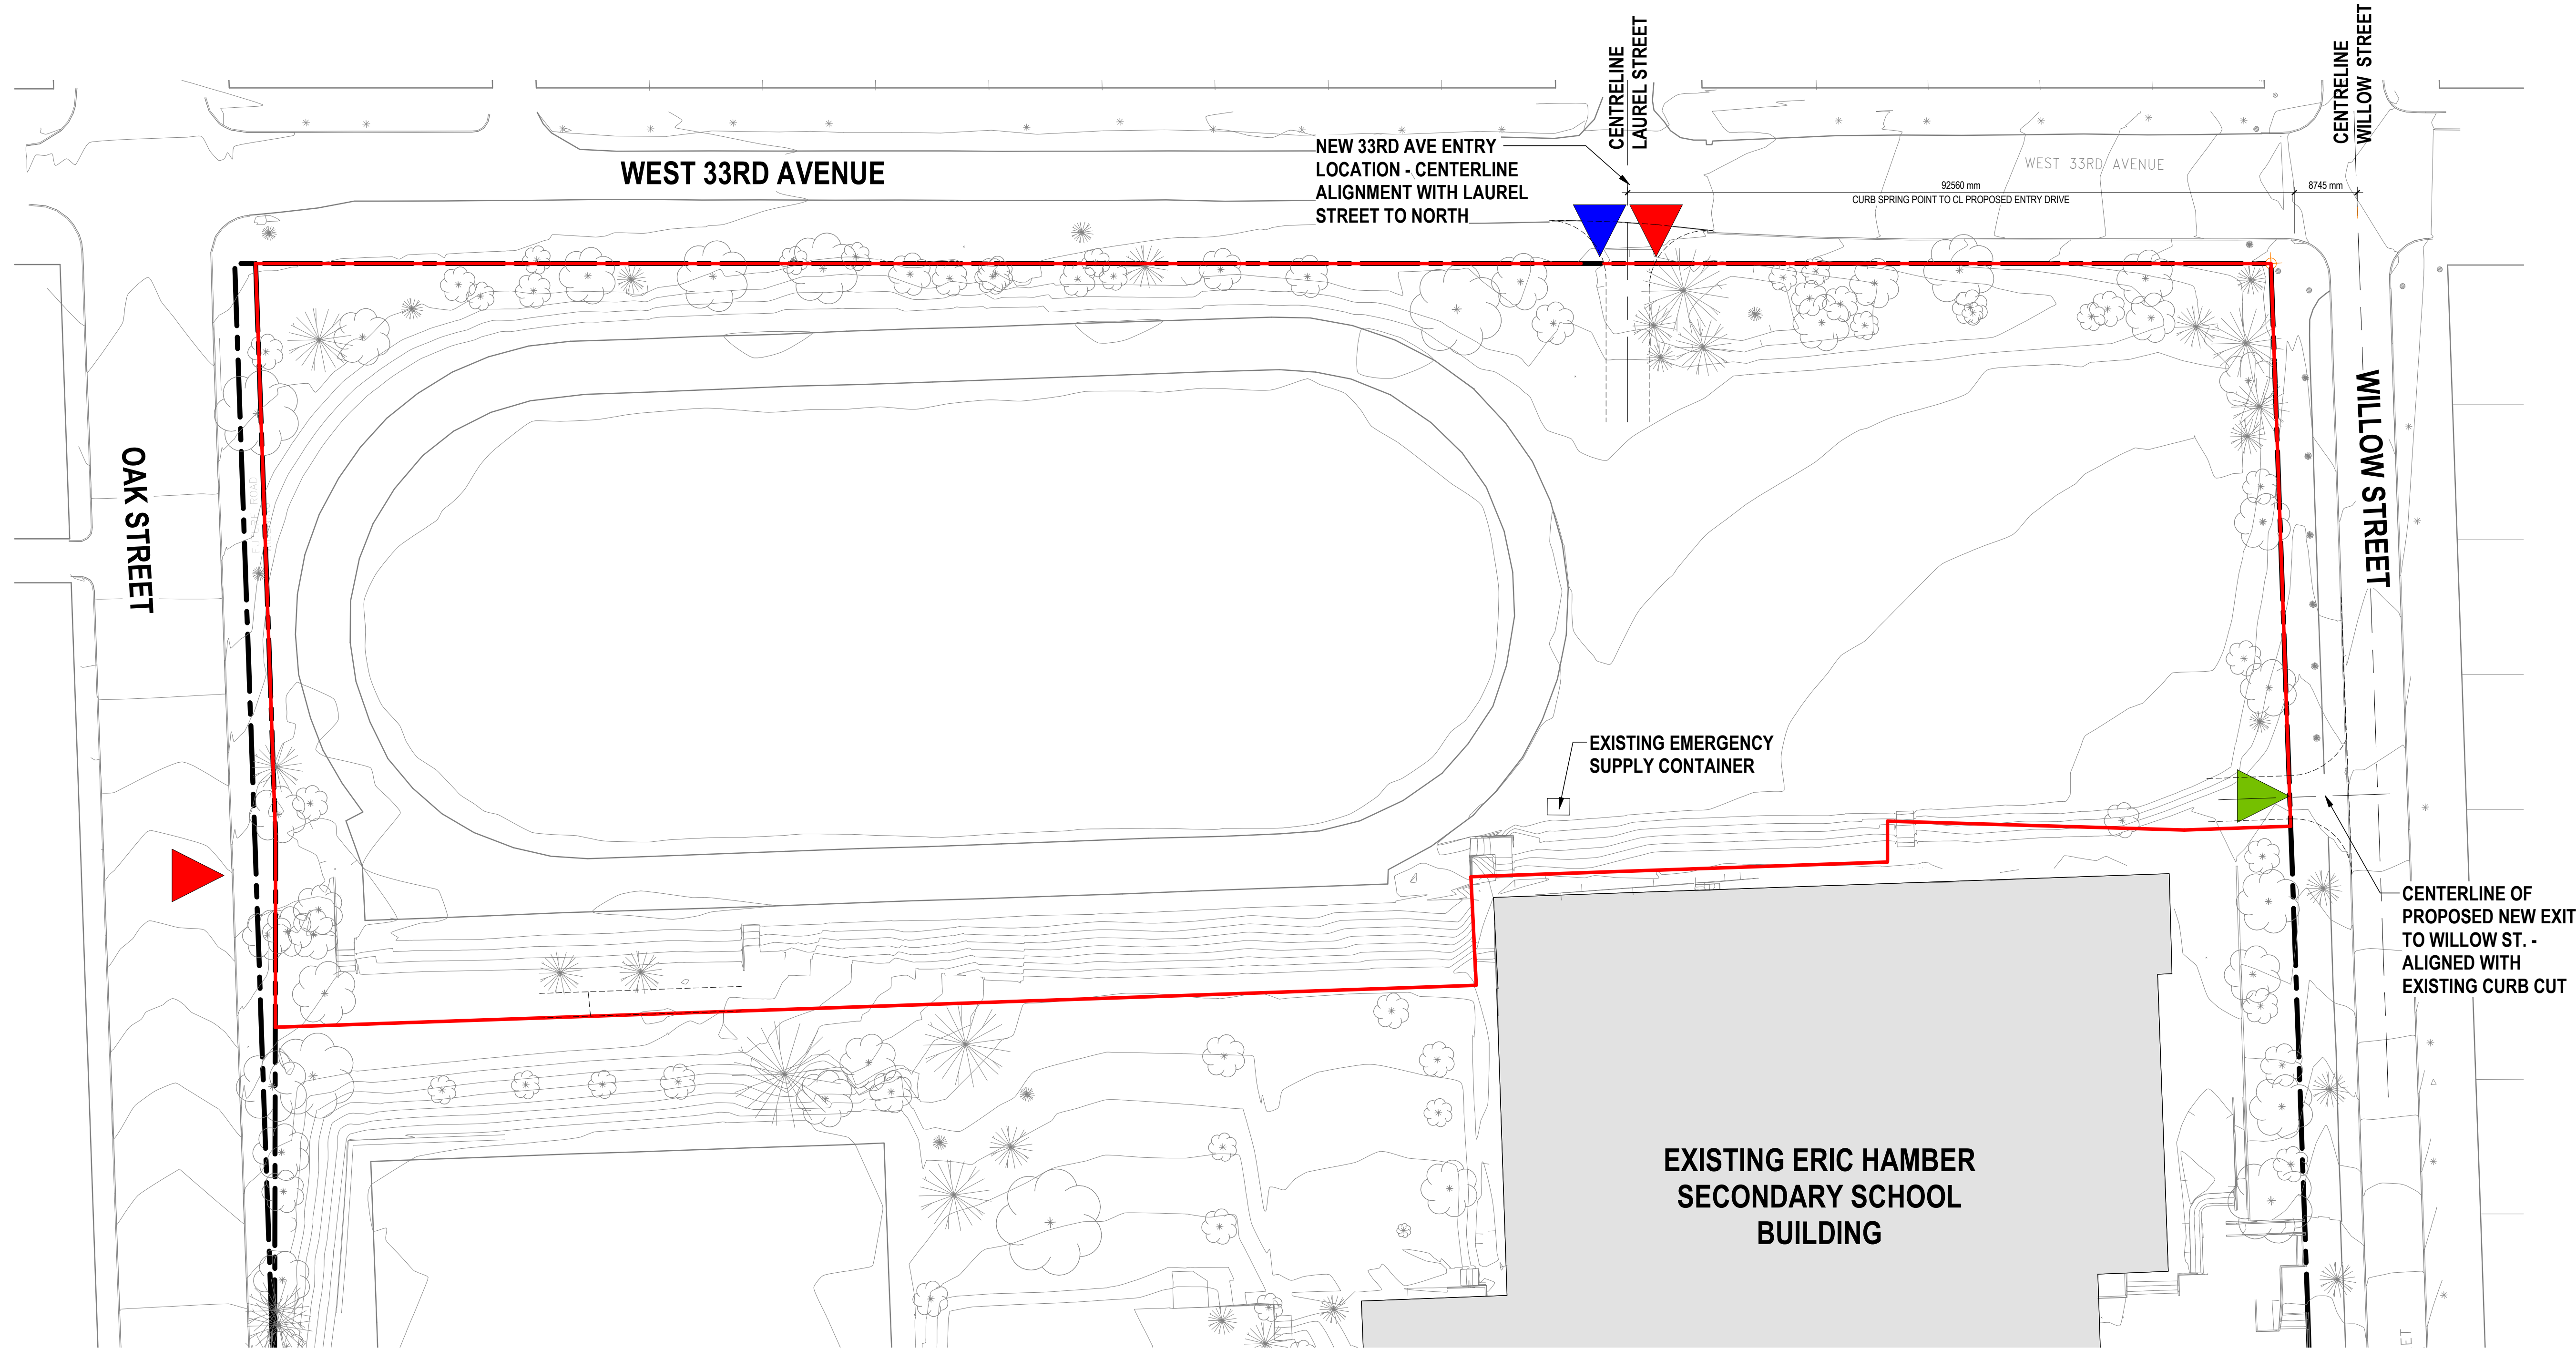 CENTRELINE
LAUREL STREET
CENTRELINE
WILLOW STREET
NEW 33RD AVE ENTRY
LOCATION - CENTERLINE
ALIGNMENT WITH LAUREL
STREET TO NORTH
WEST 33RD AVENUE
WEST 33RD AVENUE
92560 mm
CURB SPRING POINT TO CL PROPOSED ENTRY DRIVE
8745 mm
OAK STREET
WILLOW STREET
EXISTING EMERGENCY
SUPPLY CONTAINER
CENTERLINE OF
PROPOSED NEW EXIT
TO WILLOW ST. -
ALIGNED WITH
EXISTING CURB CUT
EXISTING ERIC HAMBER
SECONDARY SCHOOL
BUILDING
ET